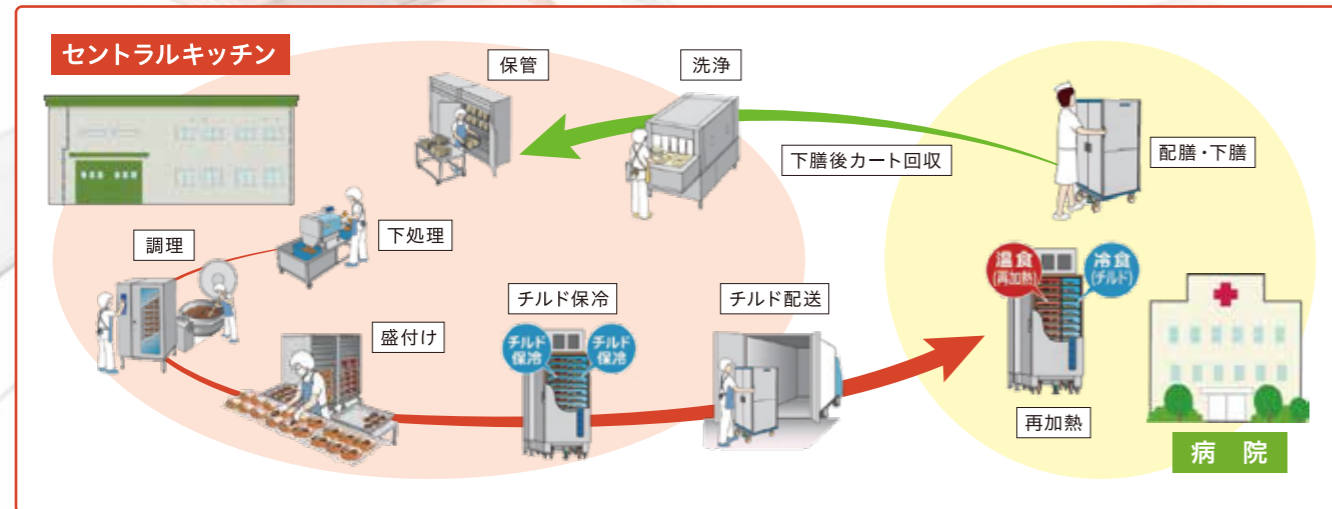 セントラルキッチン
保管
洗浄
下膳後カート回収
配膳・下膳
下処理
調理
盛付け
チルド保冷
チルド
保冷
チルド
保冷
チルド配送
温食
(再加熱)
冷食
(チルド)
再加熱
病 院